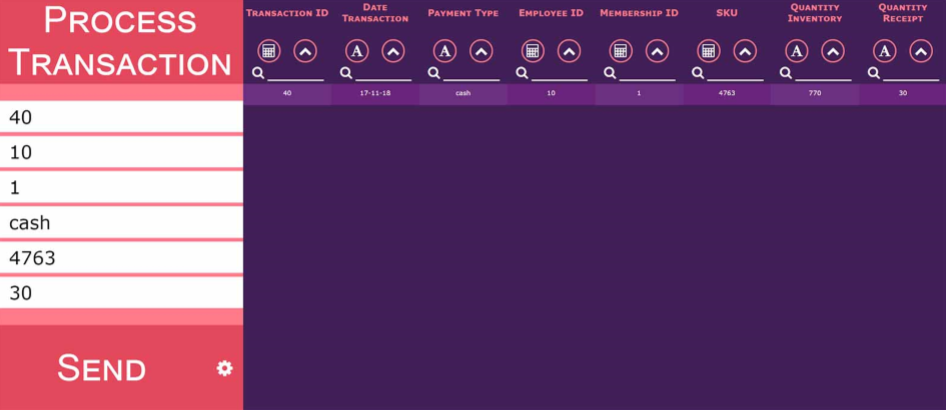 Process
Transaction
40
10
1
cash
4763
30
Send
Transaction ID
Date
Transaction
Payment Type
Employee ID
Membership ID
SKU
Quantity
Inventory
Quantity
Receipt
A
A
A
A
40
17-11-18
cash
10
1
4763
770
30